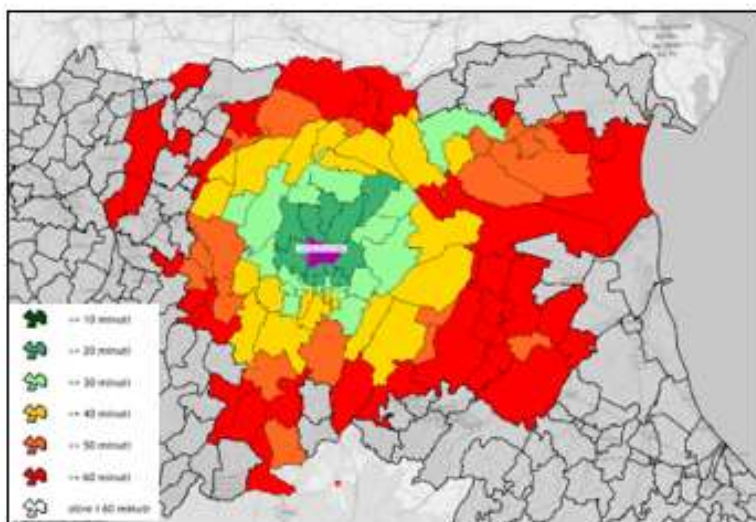 <= 10 minuti
<= 20 minuti
<= 30 minuti
<= 40 minuti
<= 50 minuti
<= 60 minuti
oltre i 60 minuti